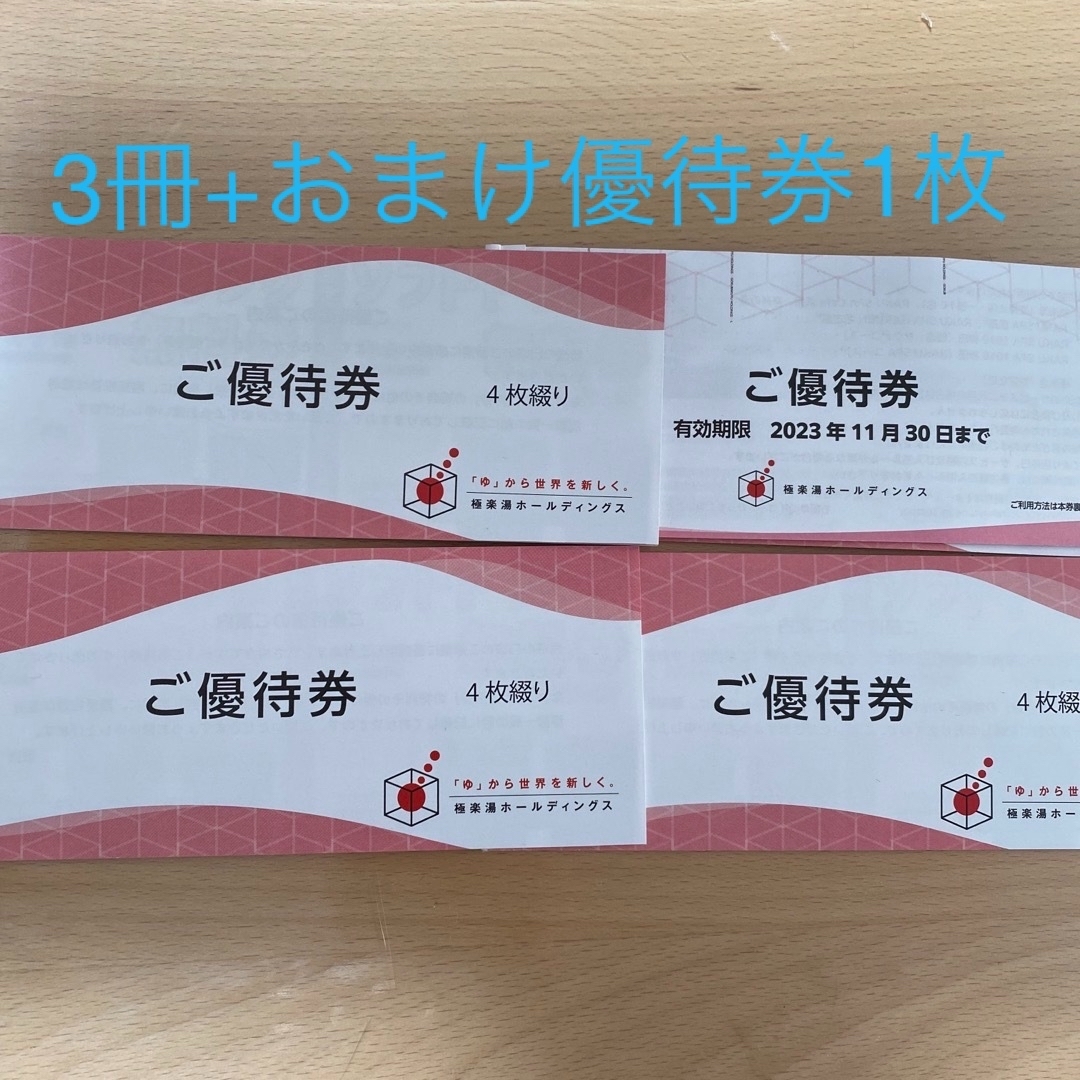 3冊+おまけ優待券1枚
ご優待券
4枚綴り
「ゆ」から世界を新しく。
極楽湯ホールディングス
ご優待券
有効期限 2023年11月30日まで
極楽湯ホールディングス
ご利用方法は本券裏
ご優待券
4枚綴り
「ゆ」から世界を新しく。
極楽湯ホールディングス
ご優待券
4枚綴
「ゆ」から世界を
極楽湯ホー